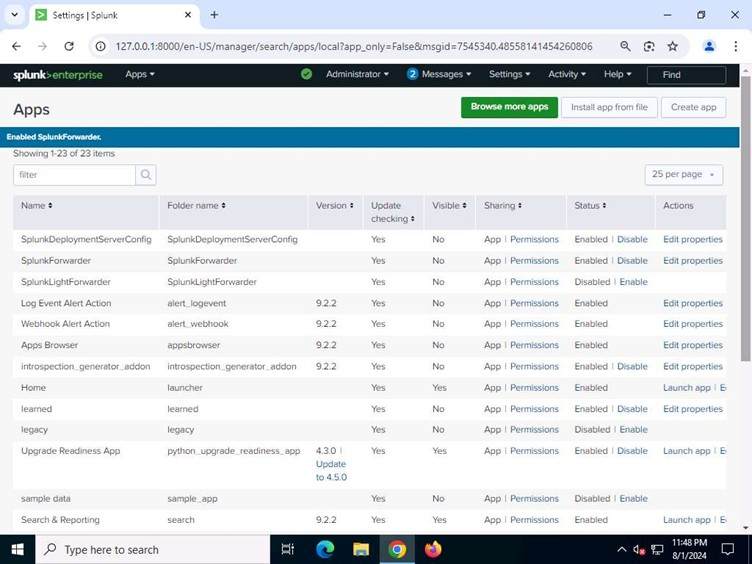 Settings | Splunk
127.0.0.1:8000/en-US/manager/search/apps/local?app_only=False&msgid=7545340.48558141454260806
splunk>enterprise Apps Administrator 2 Messages Settings Activity Help Find
Apps Browse more apps Install app from file Create app
Enabled SplunkForwarder.
Showing 1-23 of 23 items
filter 25 per page
Name Folder name Version Update checking Visible Sharing Status Actions
SplunkDeploymentServerConfig SplunkDeploymentServerConfig Yes No App | Permissions Enabled | Disable Edit properties
SplunkForwarder SplunkForwarder Yes No App | Permissions Enabled | Disable Edit properties
SplunkLightForwarder SplunkLightForwarder Yes No App | Permissions Disabled | Enable
Log Event Alert Action alert_logevent 9.2.2 Yes No App | Permissions Enabled Edit properties
Webhook Alert Action alert_webhook 9.2.2 Yes No App | Permissions Enabled Edit properties
Apps Browser appsbrowser 9.2.2 Yes No App | Permissions Enabled Edit properties
introspection_generator_addon introspection_generator_addon 9.2.2 Yes No App | Permissions Enabled | Disable Edit properties
Home launcher Yes Yes App | Permissions Enabled Launch app | E
learned learned Yes No App | Permissions Enabled | Disable Edit properties
legacy legacy Yes No App | Permissions Disabled | Enable
Upgrade Readiness App python_upgrade_readiness_app 4.3.0 | Update to 4.5.0 Yes Yes App | Permissions Enabled | Disable Launch app | E
sample data sample_app Yes No App | Permissions Disabled | Enable
Search & Reporting search 9.2.2 Yes Yes App | Permissions Enabled Launch app | E
Type here to search 11:48 PM
8/1/2024